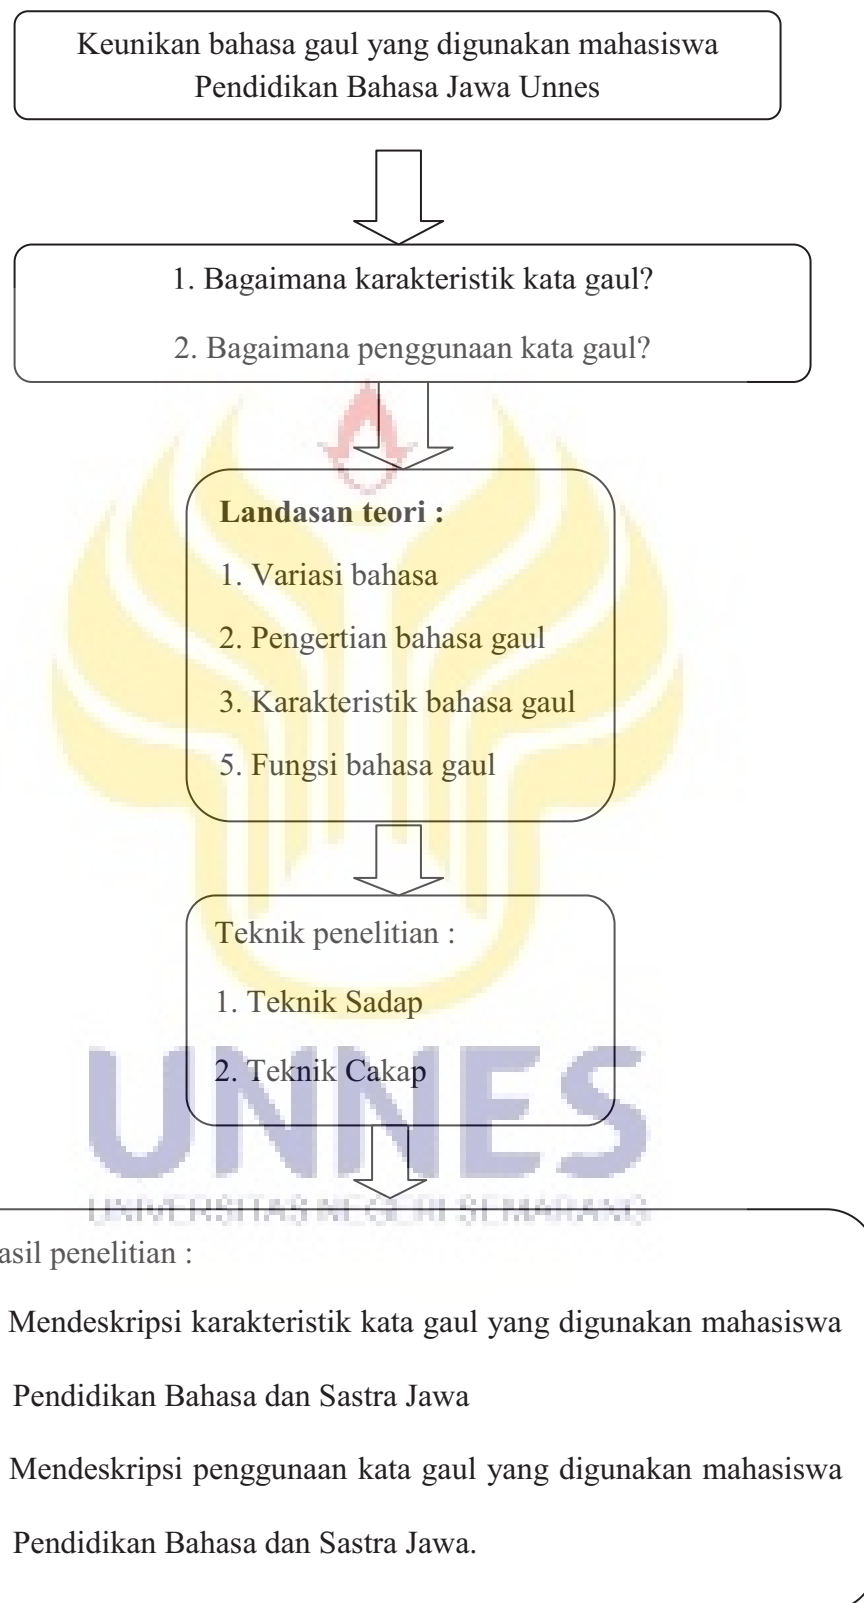 Keunikan bahasa gaul yang digunakan mahasiswa
Pendidikan Bahasa Jawa Unnes
1. Bagaimana karakteristik kata gaul?
2. Bagaimana penggunaan kata gaul?
Landasan teori :
1. Variasi bahasa
2. Pengertian bahasa gaul
3. Karakteristik bahasa gaul
5. Fungsi bahasa gaul
Teknik penelitian :
1. Teknik Sadap
2. Teknik Cakap
UNNES
UNIVERSITAS NEGERI SEMARANG
asil penelitian :
Mendeskripsi karakteristik kata gaul yang digunakan mahasiswa
Pendidikan Bahasa dan Sastra Jawa
Mendeskripsi penggunaan kata gaul yang digunakan mahasiswa
Pendidikan Bahasa dan Sastra Jawa.